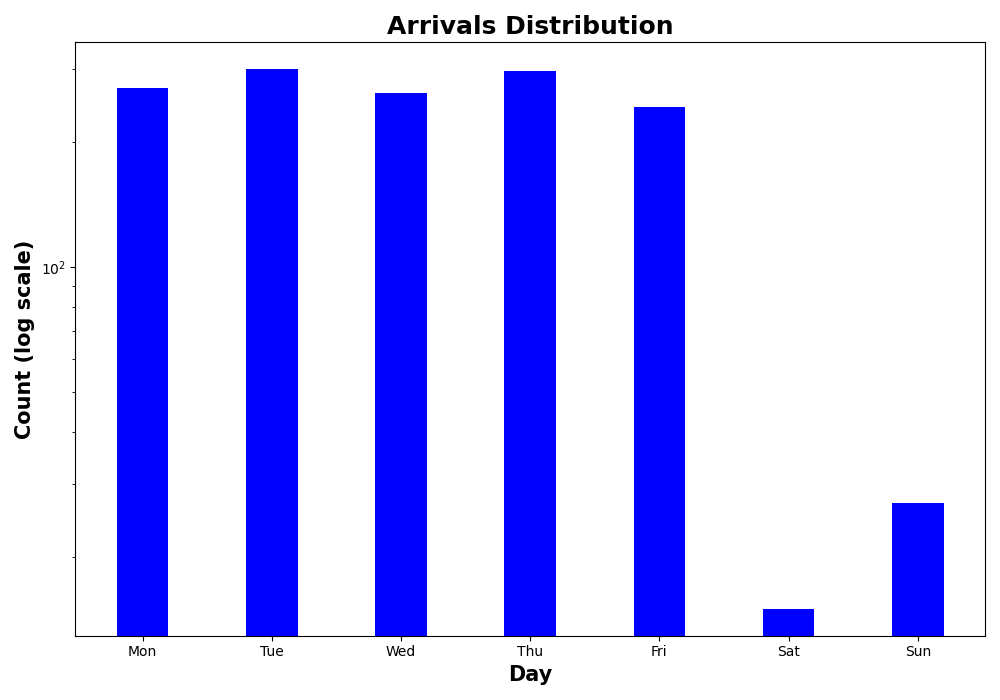 Arrivals Distribution
Count (log scale)
10²
Mon Tue Wed Thu Fri Sat Sun
Day